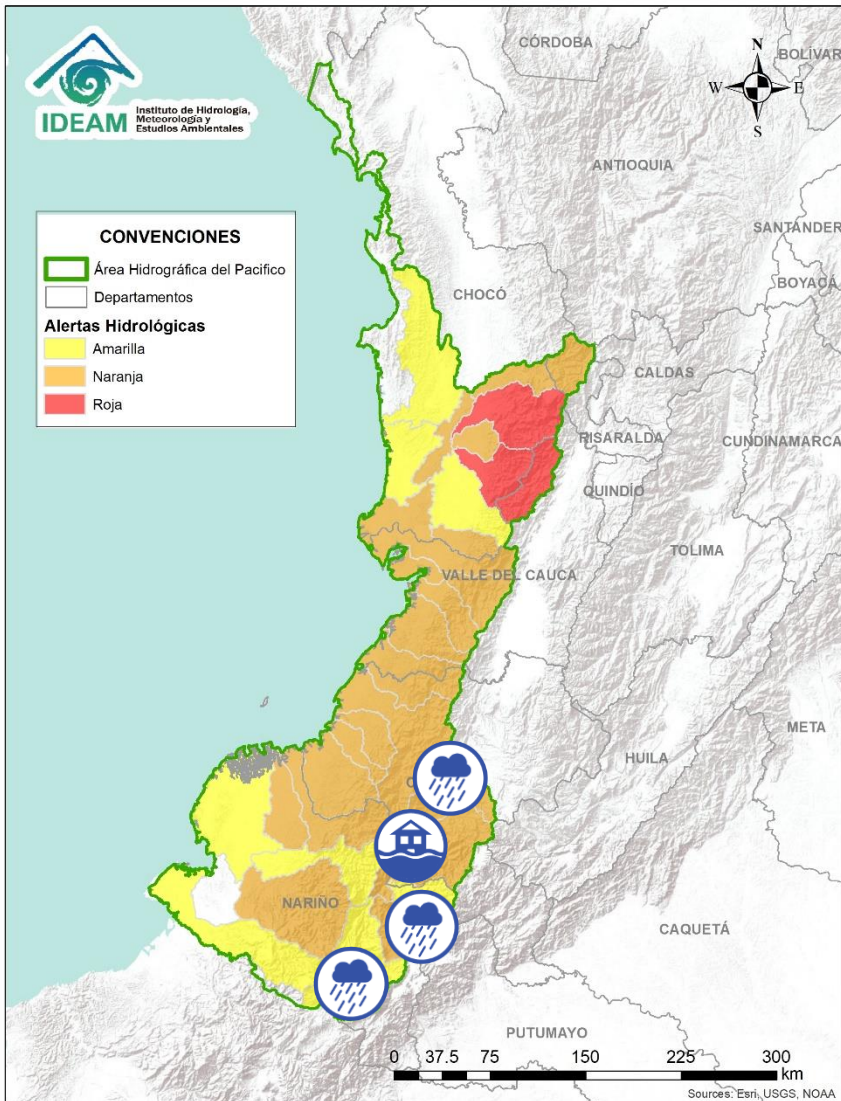 IDEAM
Instituto de Hidrología,
Meteorología y
Estudios Ambientales
CÓRDOBA
BOLÍVAR
N
W
E
S
ANTIOQUIA
SANTANDER
BOYACÁ
CONVENCIONES
Área Hidrográfica del Pacifico
Departamentos
Alertas Hidrológicas
Amarilla
Naranja
Roja
CHOCÓ
CALDAS
RISARALDA
CUNDINAMARCA
QUINDÍO
TOLIMA
VALLE DEL CAUCA
META
HUILA
NARIÑO
CAQUETÁ
PUTUMAYO
0 37.5 75 150 225 300
km
Sources: Esri, USGS, NOAA